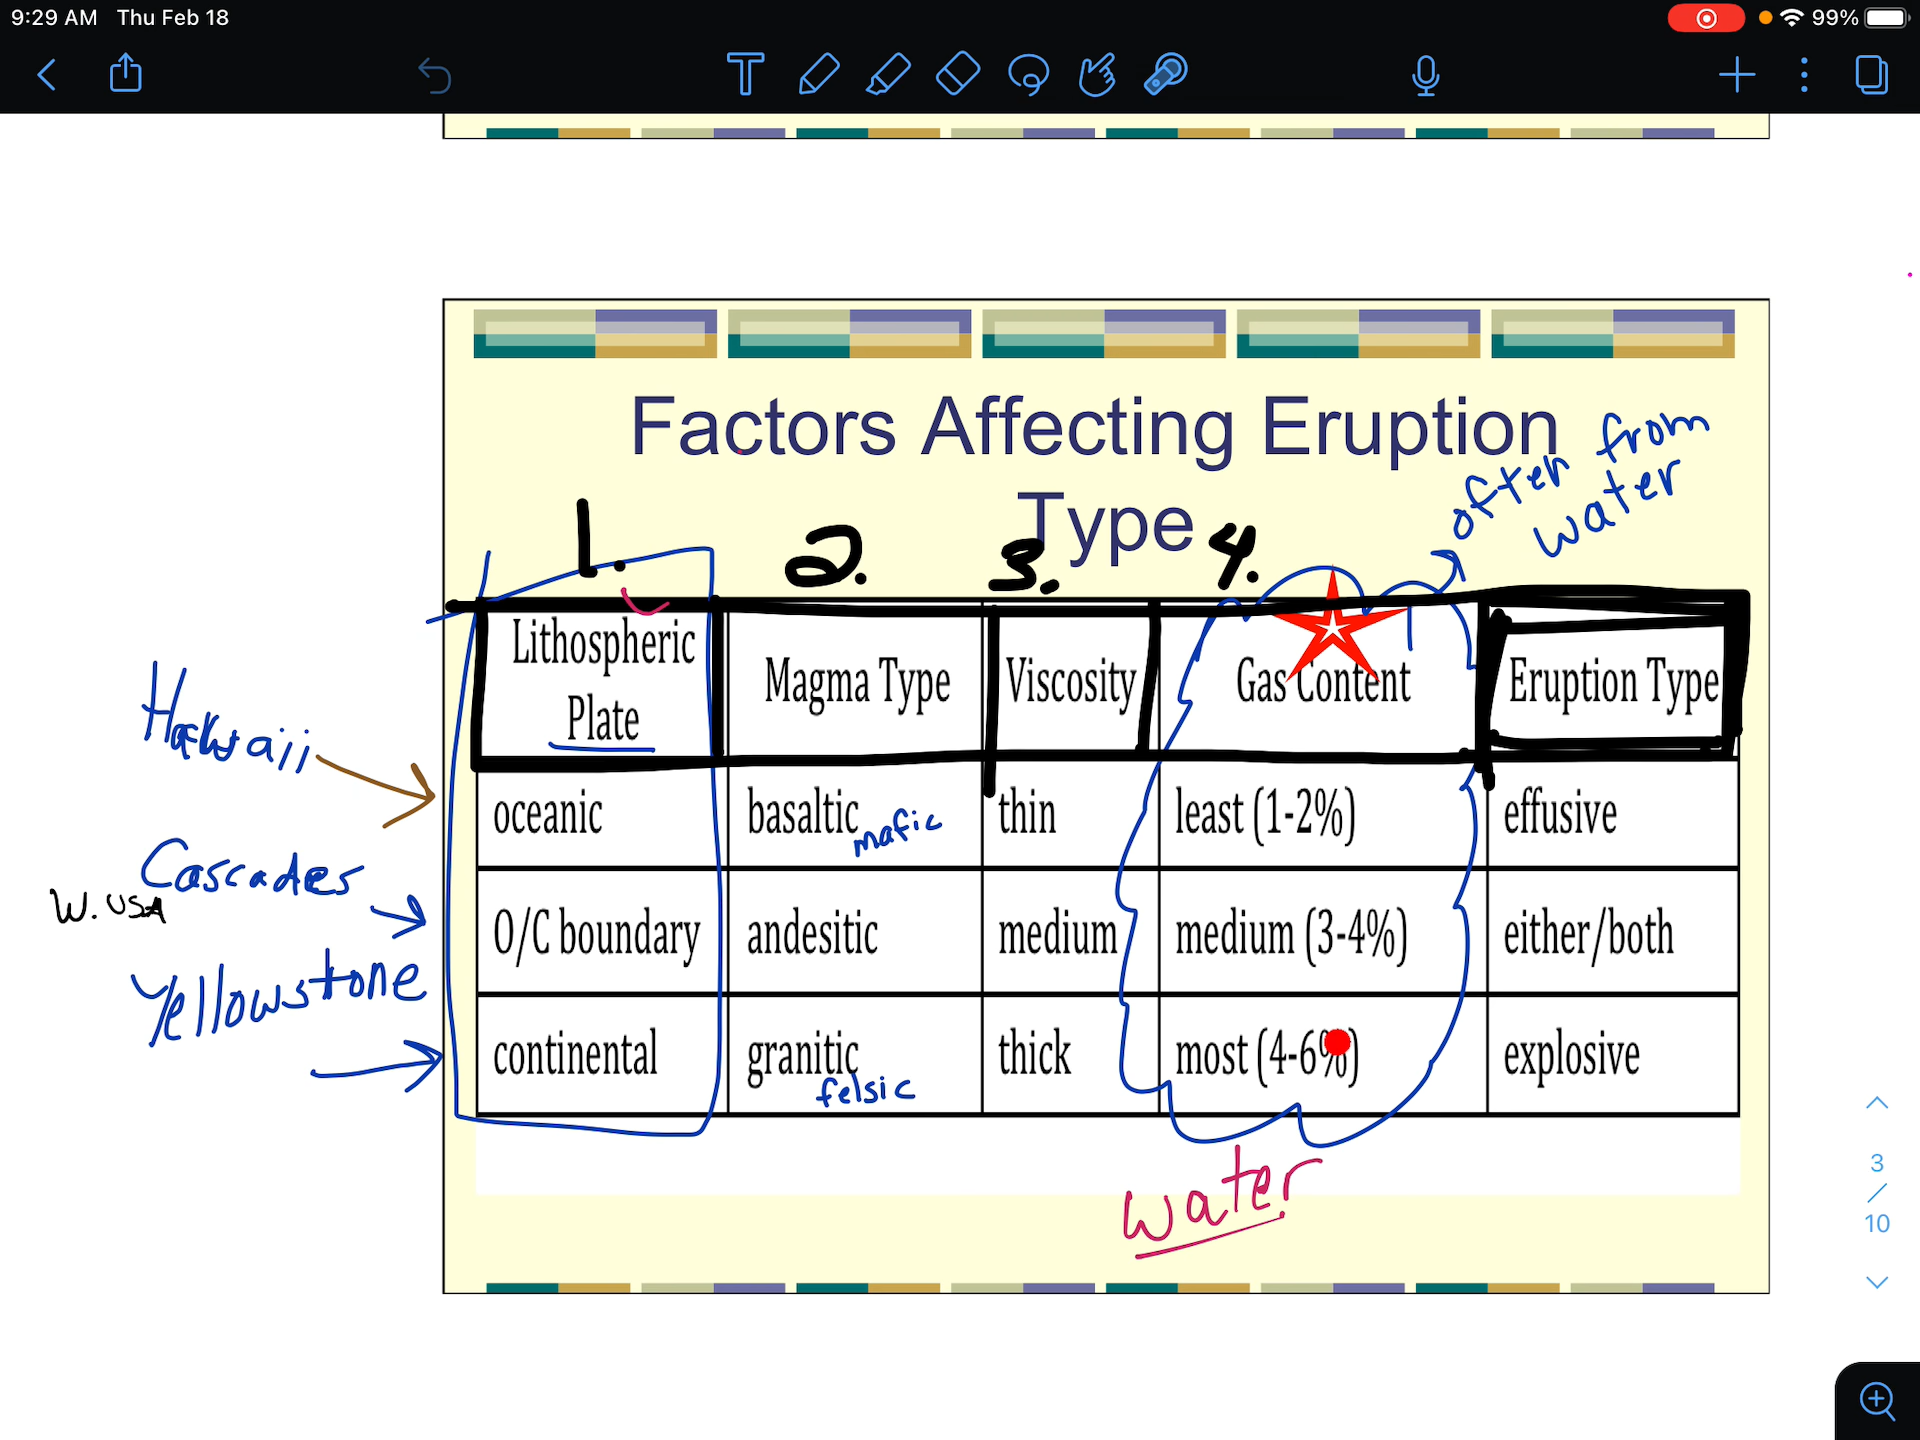 9:29 AM Thu Feb 18
99%
Factors Affecting Eruption
Type
often from
water
1. 2. 3. 4.
Lithospheric
Plate
Magma Type
Viscosity
Gas Content
Eruption Type
Hawaii
oceanic
basaltic
mafic
thin
least (1-2%)
effusive
Cascades
W. USA
O/C boundary
andesitic
medium
medium (3-4%)
either/both
Yellowstone
continental
granitic
felsic
thick
most (4-6%)
explosive
water
3
/
10